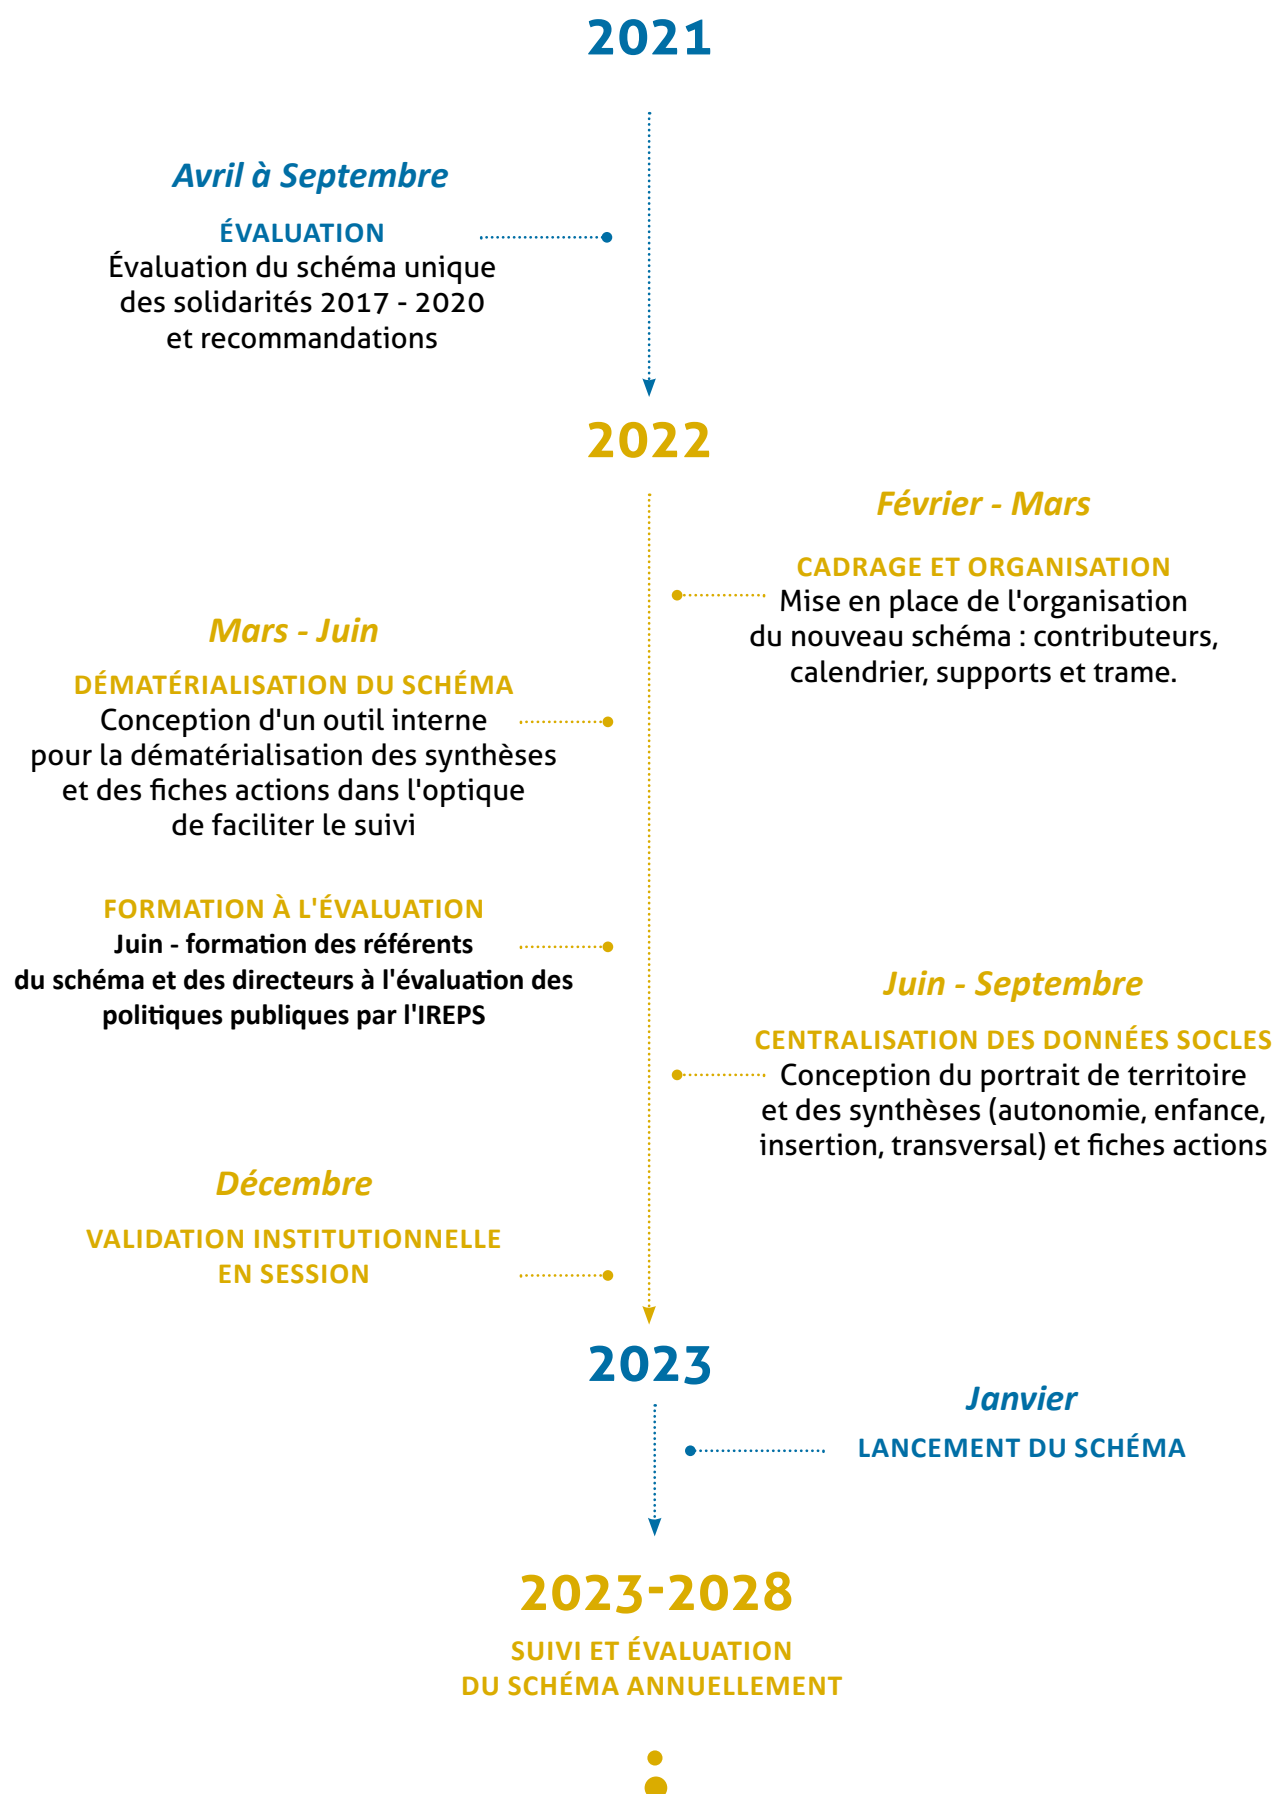 2021
Avril à Septembre
ÉVALUATION
Évaluation du schéma unique
des solidarités 2017 - 2020
et recommandations
2022
Février - Mars
CADRAGE ET ORGANISATION
Mise en place de l'organisation
du nouveau schéma : contributeurs,
calendrier, supports et trame.
Mars - Juin
DÉMATÉRIALISATION DU SCHÉMA
Conception d'un outil interne
pour la dématérialisation des synthèses
et des fiches actions dans l'optique
de faciliter le suivi
FORMATION À L'ÉVALUATION
Juin - formation des référents
du schéma et des directeurs à l'évaluation des
politiques publiques par l'IREPS
Juin - Septembre
CENTRALISATION DES DONNÉES SOCLES
Conception du portrait de territoire
et des synthèses (autonomie, enfance,
insertion, transversal) et fiches actions
Décembre
VALIDATION INSTITUTIONNELLE
EN SESSION
2023
Janvier
LANCEMENT DU SCHÉMA
2023-2028
SUIVI ET ÉVALUATION
DU SCHÉMA ANNUELLEMENT